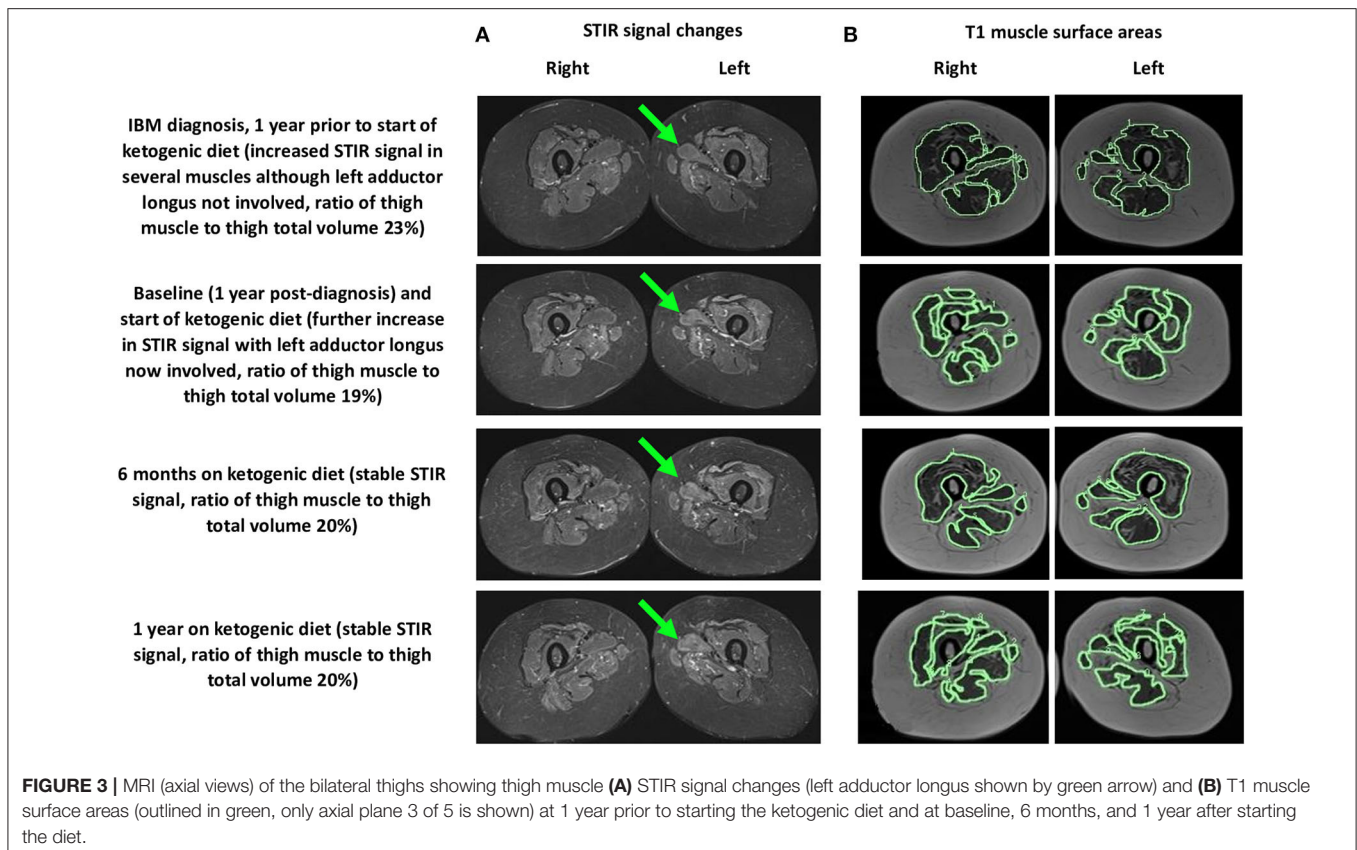 A
STIR signal changes
Right
Left
B
T1 muscle surface areas
Right
Left
IBM diagnosis, 1 year prior to start of
ketogenic diet (increased STIR signal in
several muscles although left adductor
longus not involved, ratio of thigh
muscle to thigh total volume 23%)
Baseline (1 year post-diagnosis) and
start of ketogenic diet (further increase
in STIR signal with left adductor longus
now involved, ratio of thigh muscle to
thigh total volume 19%)
6 months on ketogenic diet (stable STIR
signal, ratio of thigh muscle to thigh
total volume 20%)
1 year on ketogenic diet (stable STIR
signal, ratio of thigh muscle to thigh
total volume 20%)
FIGURE 3 | MRI (axial views) of the bilateral thighs showing thigh muscle (A) STIR signal changes (left adductor longus shown by green arrow) and (B) T1 muscle
surface areas (outlined in green, only axial plane 3 of 5 is shown) at 1 year prior to starting the ketogenic diet and at baseline, 6 months, and 1 year after starting
the diet.